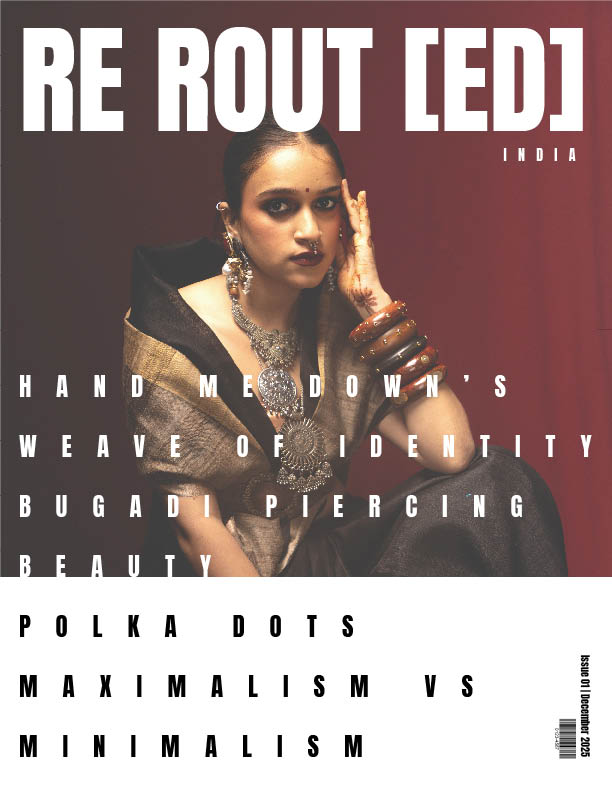 RE ROUT [ED]
INDIA
HAND ME DOWN'S
WEAVE OF IDENTITY
BUGADI PIERCING
BEAUTY
POLKA DOTS
MAXIMALISM VS
MINIMALISM
Issue 01 | December 2025